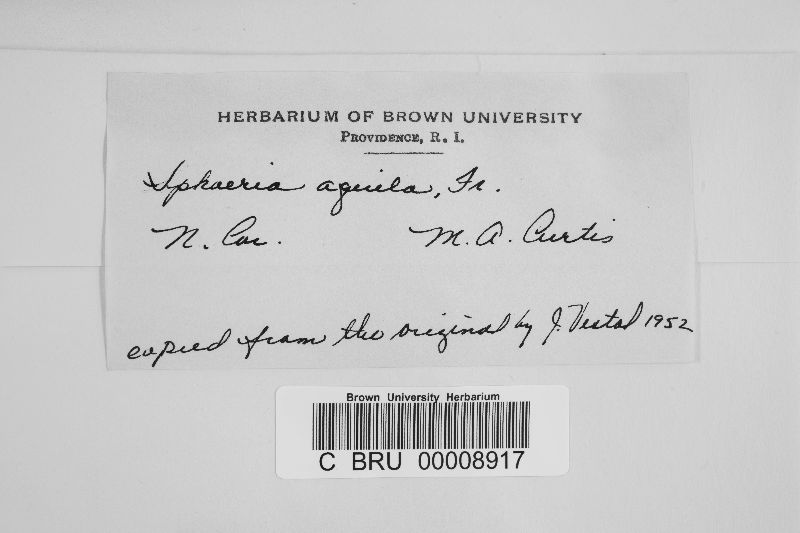 HERBARIUM OF BROWN UNIVERSITY
PROVIDENCE, R. I.
Sphaeria aquila, Fr.
N. Car. M. A. Curtis
copied from the original by J. Vestal 1952
Brown University Herbarium
C BRU 00008917